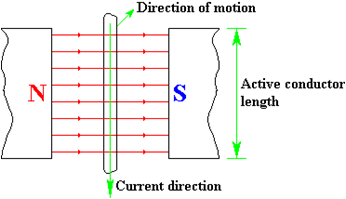 Direction of motion
N
S
Active conductor
length
Current direction